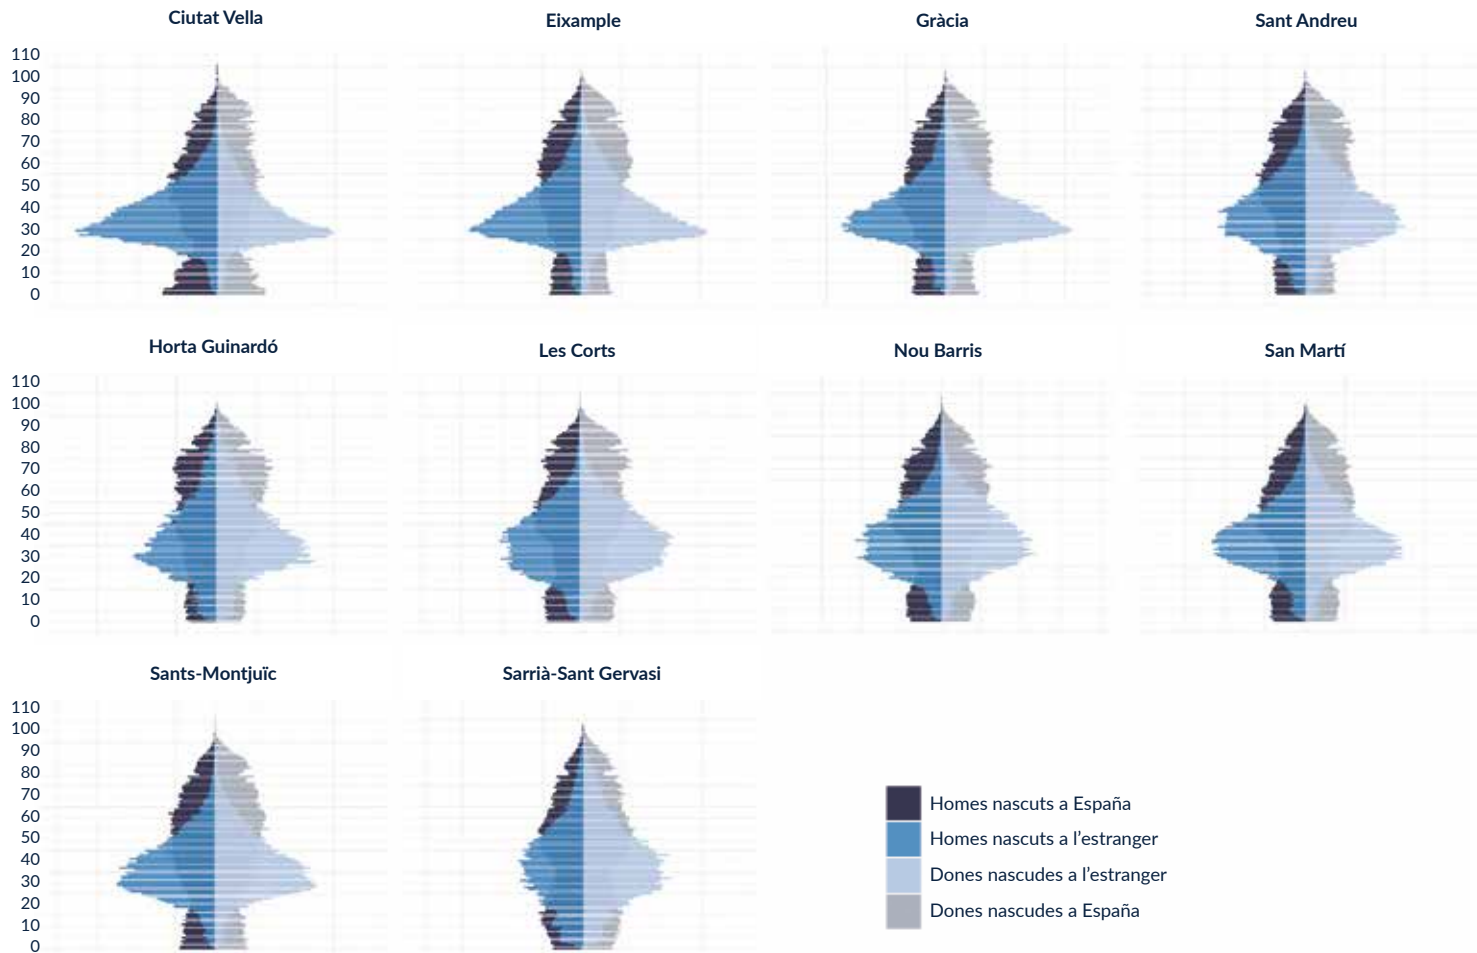 Ciutat Vella
Eixample
Gràcia
Sant Andreu
110
100
90
80
70
60
50
40
30
20
10
0
Horta Guinardó
Les Corts
Nou Barris
San Martí
110
100
90
80
70
60
50
40
30
20
10
0
Sants-Montjuïc
Sarrià-Sant Gervasi
110
100
90
80
70
60
50
40
30
20
10
0
Homes nascuts a España
Homes nascuts a l'estranger
Dones nascudes a l'estranger
Dones nascudes a España